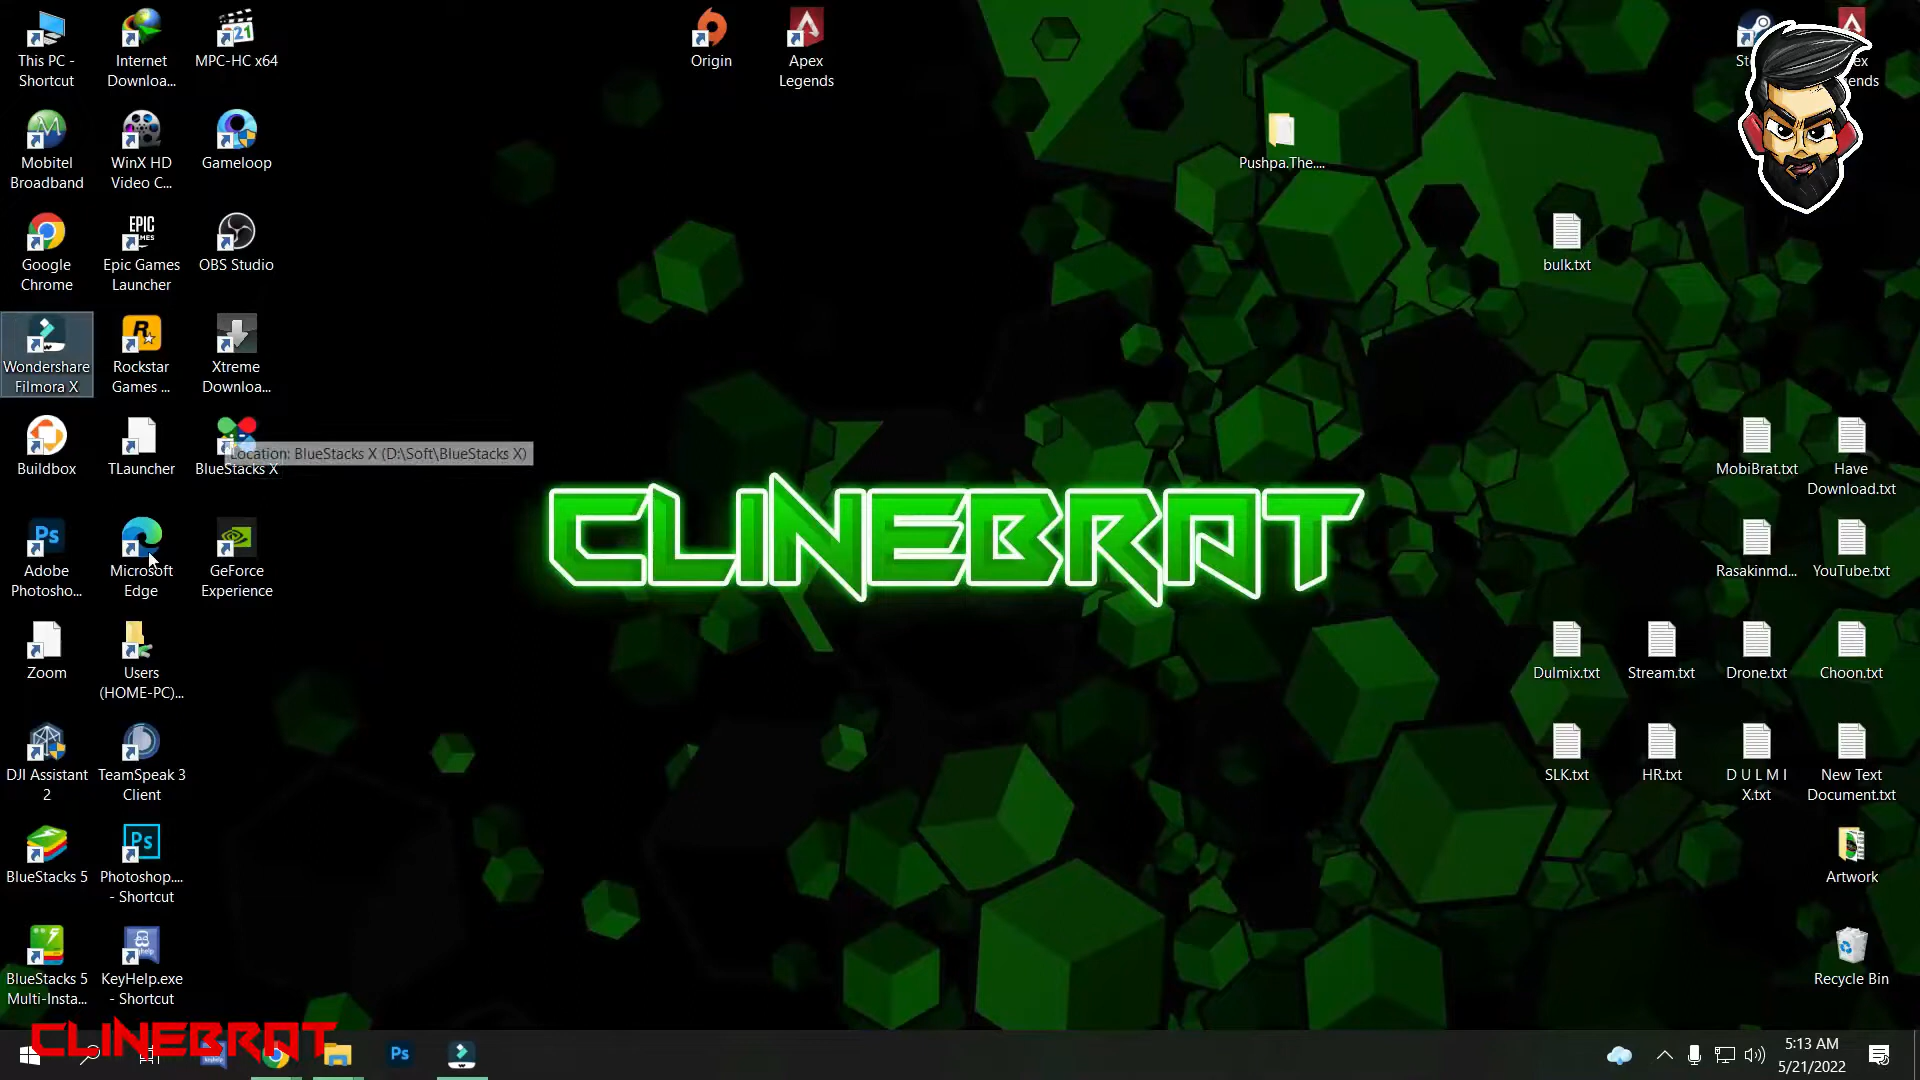 This PC -
Shortcut
Internet
Downloa...
MPC-HC x64
Origin
Apex
Legends
Mobitel
Broadband
WinX HD
Video C...
Gameloop
Pushpa.The....
Google
Chrome
EPIC
Epic Games
Launcher
OBS Studio
bulk.txt
Wondershare
Filmora X
Rockstar
Games ...
Xtreme
Downloa...
Buildbox
TLauncher
BlueStacks X
Location: BlueStacks X (D:\Soft\BlueStacks X)
MobiBrat.txt
Have
Download.txt
CLINEBRAT
Ps
Adobe
Photosho...
Microsoft
Edge
GeForce
Experience
Rasakinmd...
YouTube.txt
Zoom
Users
(HOME-PC)...
Dulmix.txt
Stream.txt
Drone.txt
Choon.txt
DJI Assistant
2
TeamSpeak 3
Client
SLK.txt
HR.txt
D U L M I
X.txt
New Text
Document.txt
BlueStacks 5
Ps
Photoshop....
- Shortcut
Artwork
BlueStacks 5
Multi-Insta...
KeyHelp.exe
- Shortcut
Recycle Bin
CLINEBRAT
Ps
5:13 AM
5/21/2022